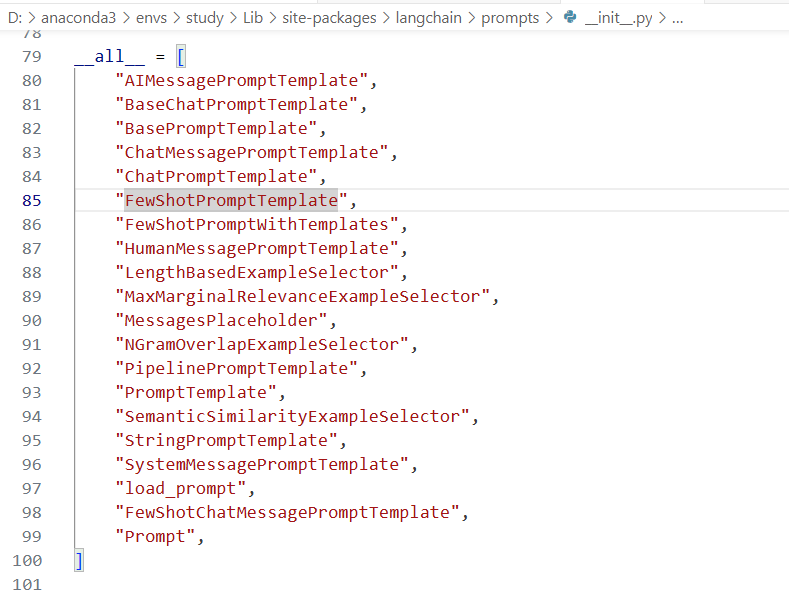 D: > anaconda3 > envs > study > Lib > site-packages > langchain > prompts > __init__.py > ...
78
79 __all__ = [
80 "AIMessagePromptTemplate",
81 "BaseChatPromptTemplate",
82 "BasePromptTemplate",
83 "ChatMessagePromptTemplate",
84 "ChatPromptTemplate",
85 "FewShotPromptTemplate",
86 "FewShotPromptWithTemplates",
87 "HumanMessagePromptTemplate",
88 "LengthBasedExampleSelector",
89 "MaxMarginalRelevanceExampleSelector",
90 "MessagesPlaceholder",
91 "NGramOverlapExampleSelector",
92 "PipelinePromptTemplate",
93 "PromptTemplate",
94 "SemanticSimilarityExampleSelector",
95 "StringPromptTemplate",
96 "SystemMessagePromptTemplate",
97 "load_prompt",
98 "FewShotChatMessagePromptTemplate",
99 "Prompt",
100 ]
101